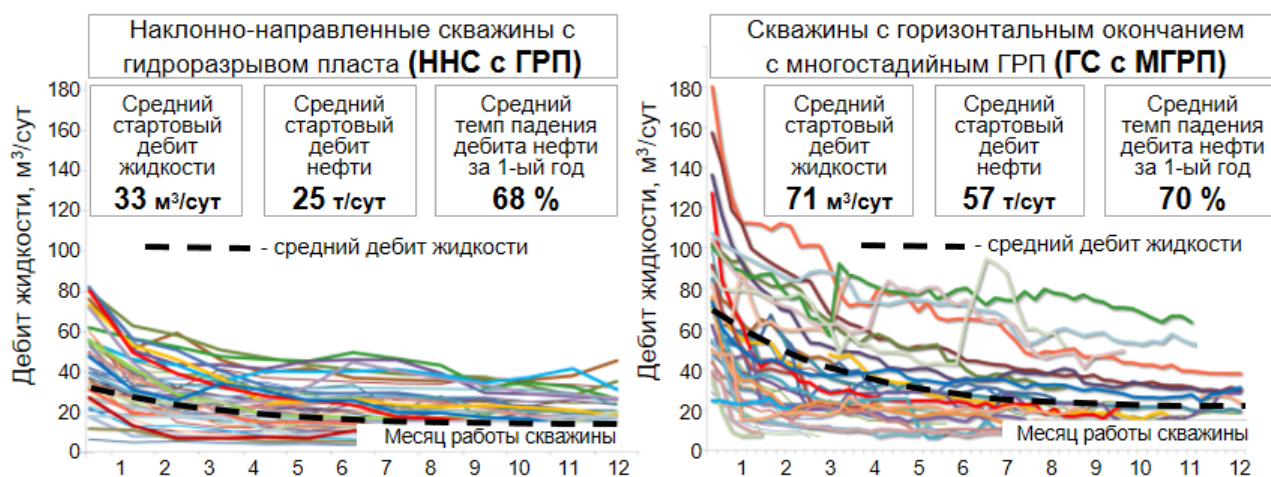 Наклонно-направленные скважины с
гидроразрывом пласта (ННС с ГРП)
Средний
стартовый
дебит
жидкости
33 м³/сут
Средний
стартовый
дебит
нефти
25 т/сут
Средний
темп падения
дебита нефти
за 1-ый год
68 %
- средний дебит жидкости
Дебит жидкости, м³/сут
180
160
140
120
100
80
60
40
20
0
Месяц работы скважины
1 2 3 4 5 6 7 8 9 10 11 12
Скважины с горизонтальным окончанием
с многостадийным ГРП (ГС с МГРП)
Средний
стартовый
дебит
жидкости
71 м³/сут
Средний
стартовый
дебит
нефти
57 т/сут
Средний
темп падения
дебита нефти
за 1-ый год
70 %
- средний дебит жидкости
Дебит жидкости, м³/сут
180
160
140
120
100
80
60
40
20
0
Месяц работы скважины
1 2 3 4 5 6 7 8 9 10 11 12